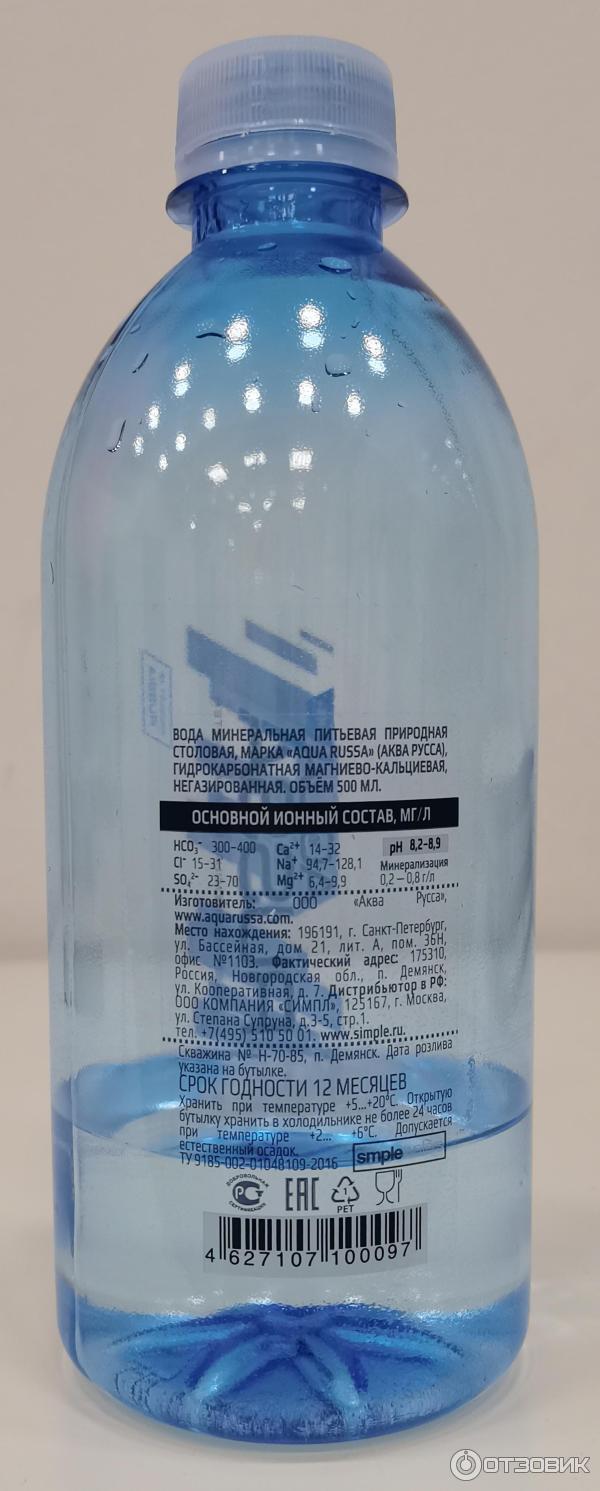 ВОДА МИНЕРАЛЬНАЯ ПИТЬЕВАЯ ПРИРОДНАЯ
СТОЛОВАЯ, МАРКА «AQUA RUSSA» (АКВА РУССА),
ГИДРОКАРБОНАТНАЯ МАГНИЕВО-КАЛЬЦИЕВАЯ,
НЕГАЗИРОВАННАЯ. ОБЪЁМ 500 МЛ.
ОСНОВНОЙ ИОННЫЙ СОСТАВ, МГ/Л
HCO₃⁻ 300-400 Ca²⁺ 14-32 pH 8,2-8,9
Cl⁻ 15-31 Na⁺ 94,7-128,1 Минерализация
SO₄²⁻ 23-70 Mg²⁺ 6,4-9,9 0,2-0,8 г/л
Изготовитель: ООО «Аква Русса»,
www.aquarussa.com.
Место нахождения: 196191, г. Санкт-Петербург,
ул. Бассейная, дом 21, лит. А, пом. 36Н,
офис №1103. Фактический адрес: 175310,
Россия, Новгородская обл., п. Демянск,
ул. Кооперативная, д. 7. Дистрибьютор в РФ:
ООО КОМПАНИЯ «СИМПЛ», 125167, г. Москва,
ул. Степана Супруна, д.3-5, стр.1.
тел. +7(495) 510 50 01. www.simple.ru.
Скважина № Н-70-85, п. Демянск. Дата розлива
указана на бутылке.
СРОК ГОДНОСТИ 12 МЕСЯЦЕВ
Хранить при температуре +5...+20°С. Открытую
бутылку хранить в холодильнике не более 24 часов
при температуре +2... +6°С. Допускается
естественный осадок.
ТУ 9185-002-01048109-2016 smple
ДОБРОВОЛЬНАЯ
СЕРТИФИКАЦИЯ
EAC
1
PET
4 627107 100097
ОТЗОВИК